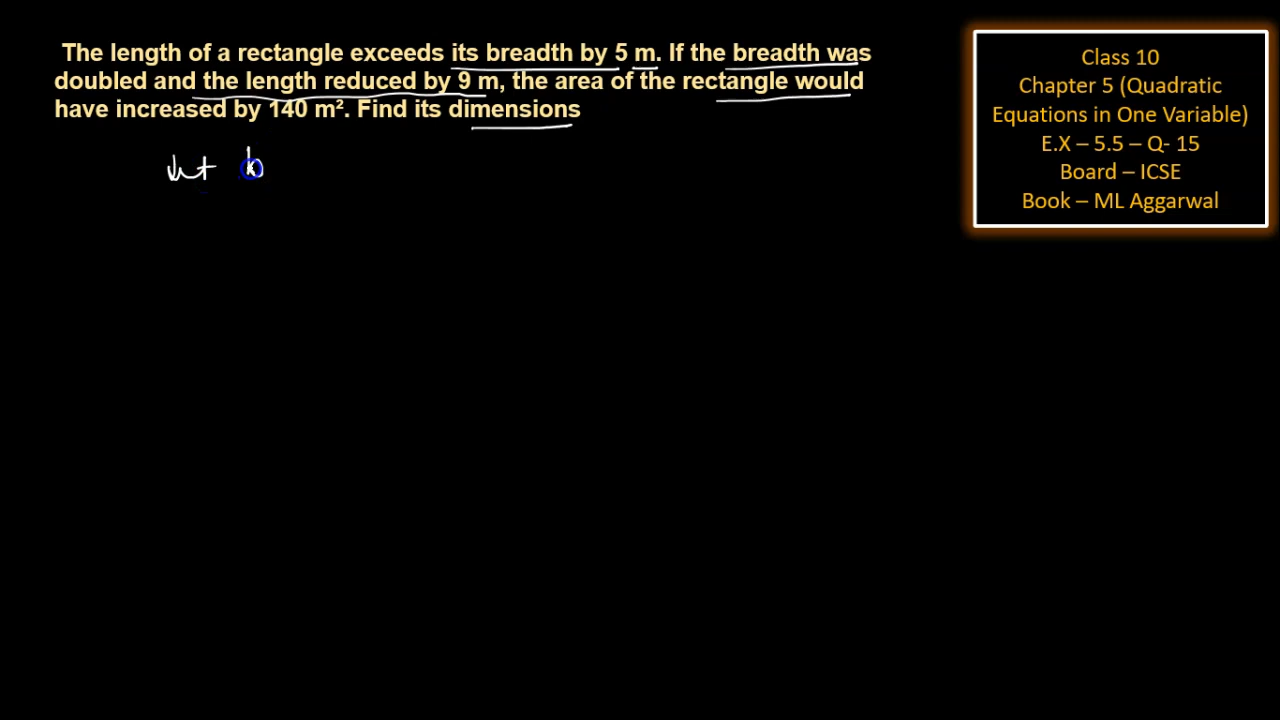 The length of a rectangle exceeds its breadth by 5 m. If the breadth was
doubled and the length reduced by 9 m, the area of the rectangle would
have increased by 140 m². Find its dimensions
let b
Class 10
Chapter 5 (Quadratic
Equations in One Variable)
E.X – 5.5 – Q- 15
Board – ICSE
Book – ML Aggarwal